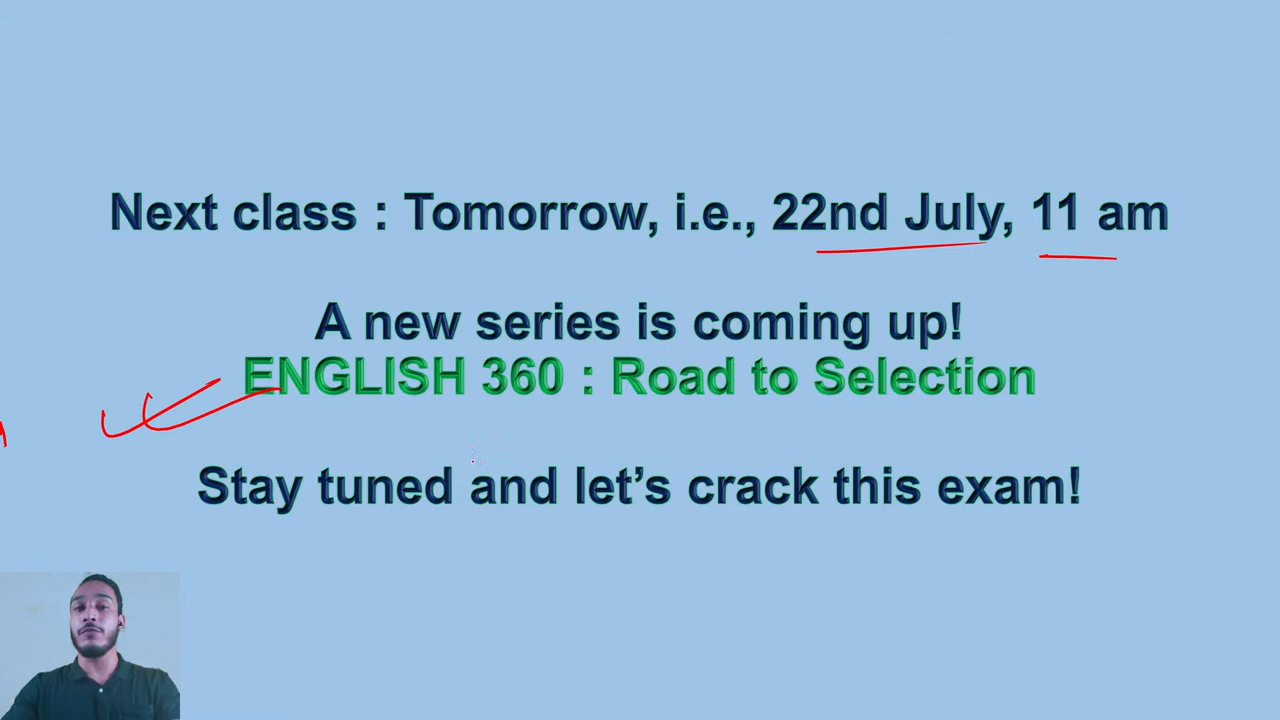 Next class : Tomorrow, i.e., 22nd July, 11 am
A new series is coming up!
ENGLISH 360 : Road to Selection
Stay tuned and let’s crack this exam!